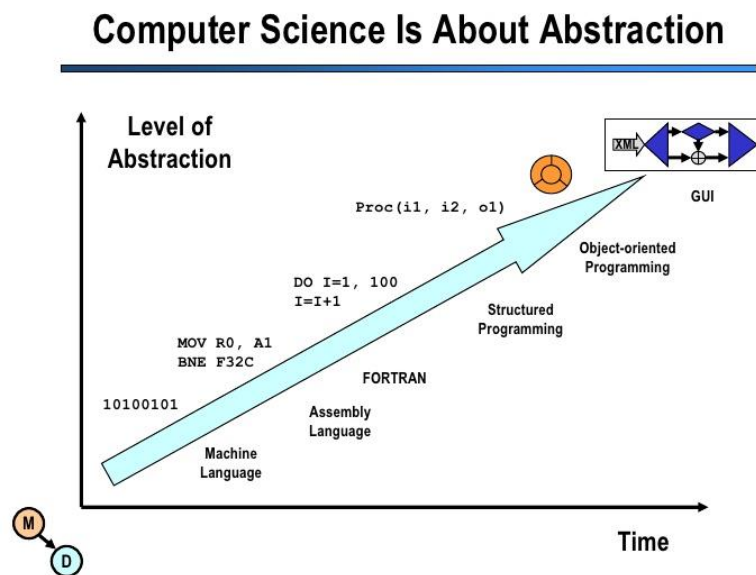 Computer Science Is About Abstraction
Level of
Abstraction
XML
GUI
Proc(i1, i2, o1)
Object-oriented
Programming
DO I=1, 100
I=I+1
Structured
Programming
MOV R0, A1
BNE F32C
FORTRAN
10100101
Assembly
Language
Machine
Language
M
D
Time